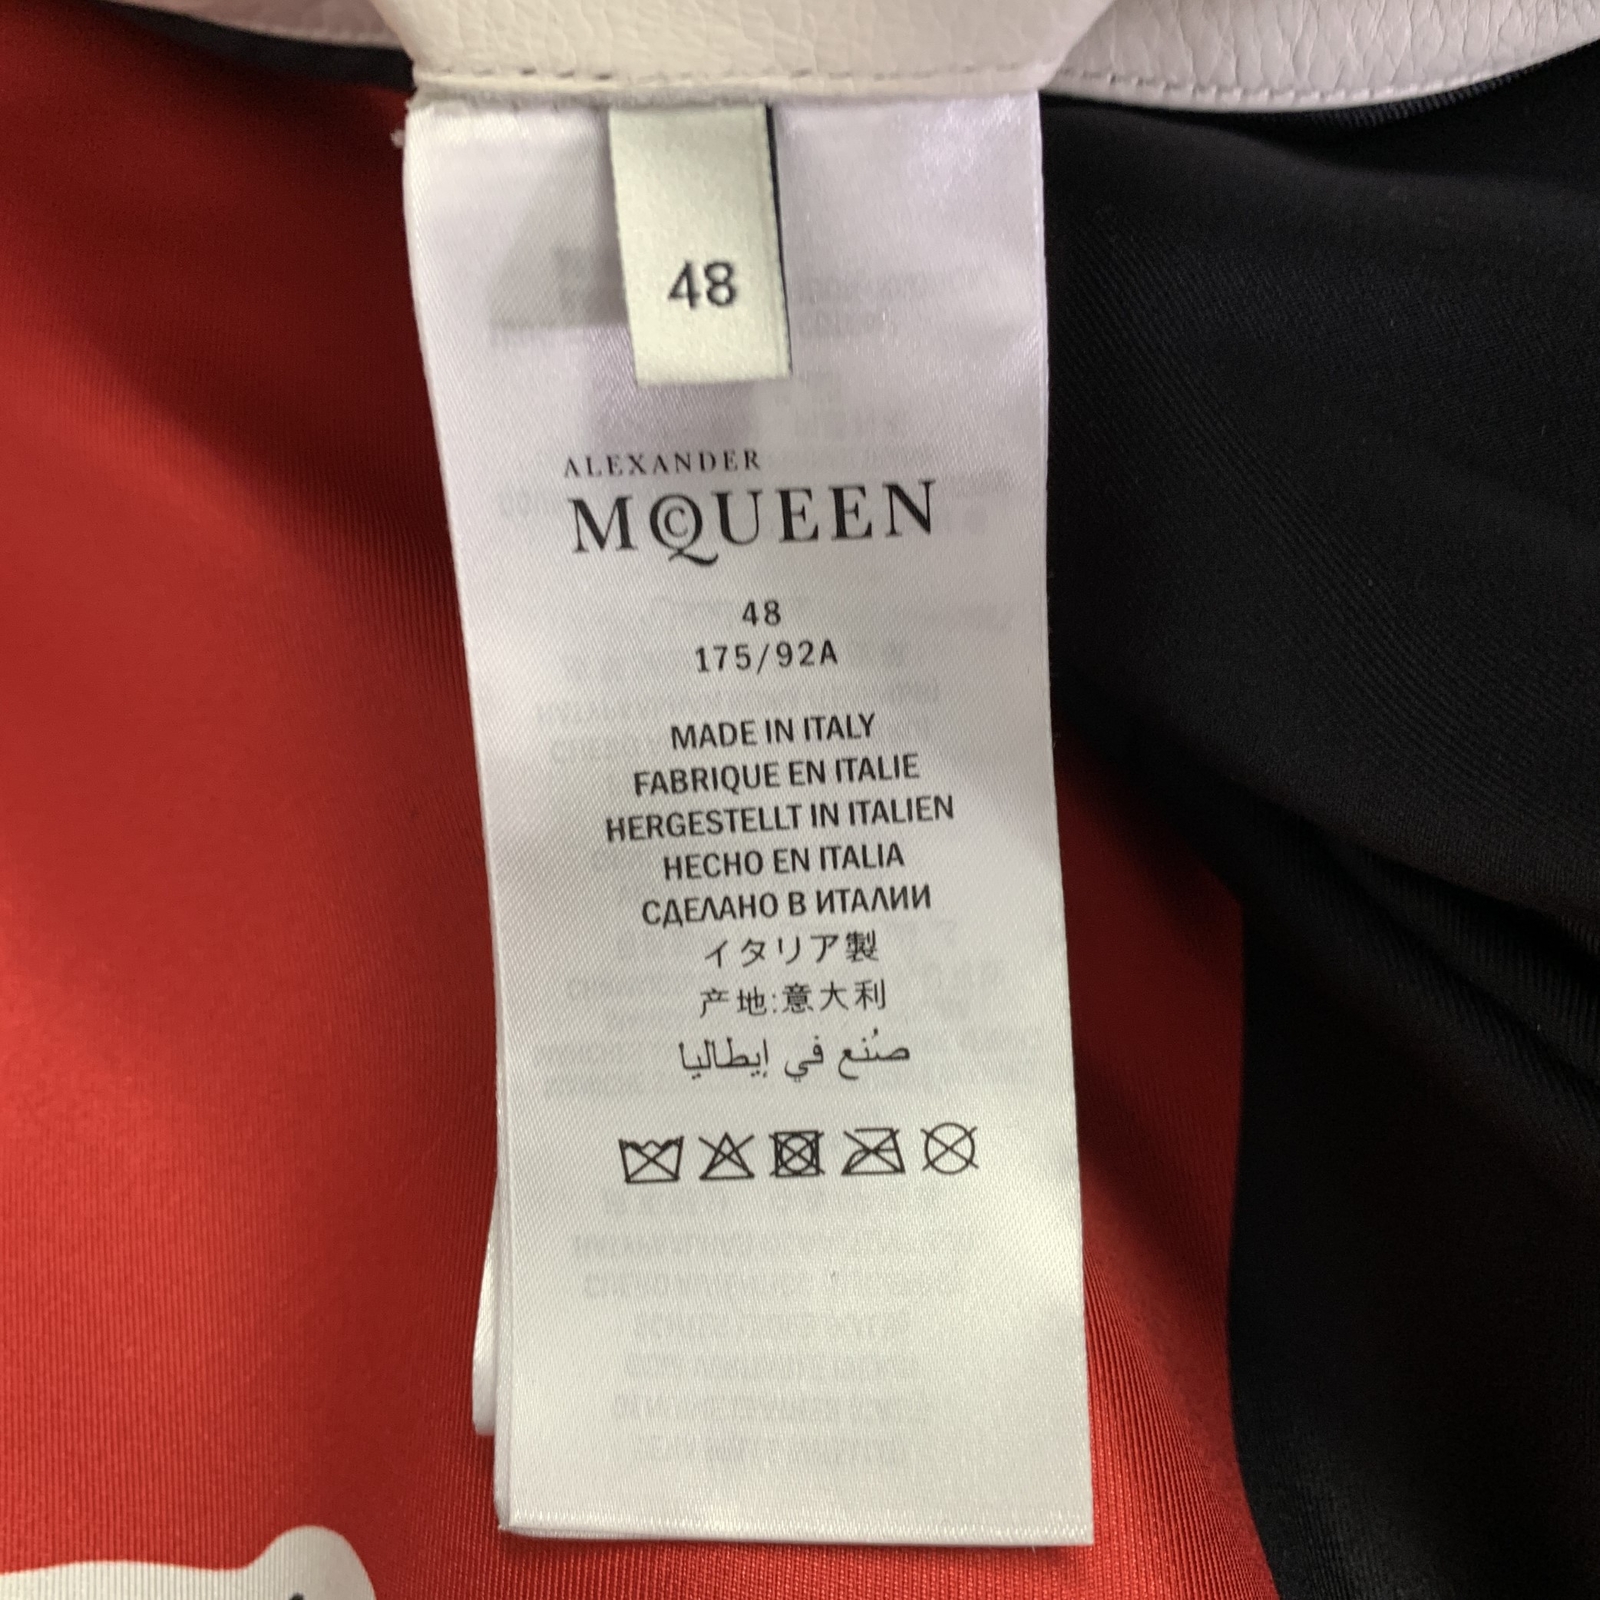 48
ALEXANDER
MCQUEEN
48
175/92A
MADE IN ITALY
FABRIQUE EN ITALIE
HERGESTELLT IN ITALIEN
HECHO EN ITALIA
СДЕЛАНО В ИТАЛИИ
イタリア製
产地:意大利
صُنع في إيطاليا